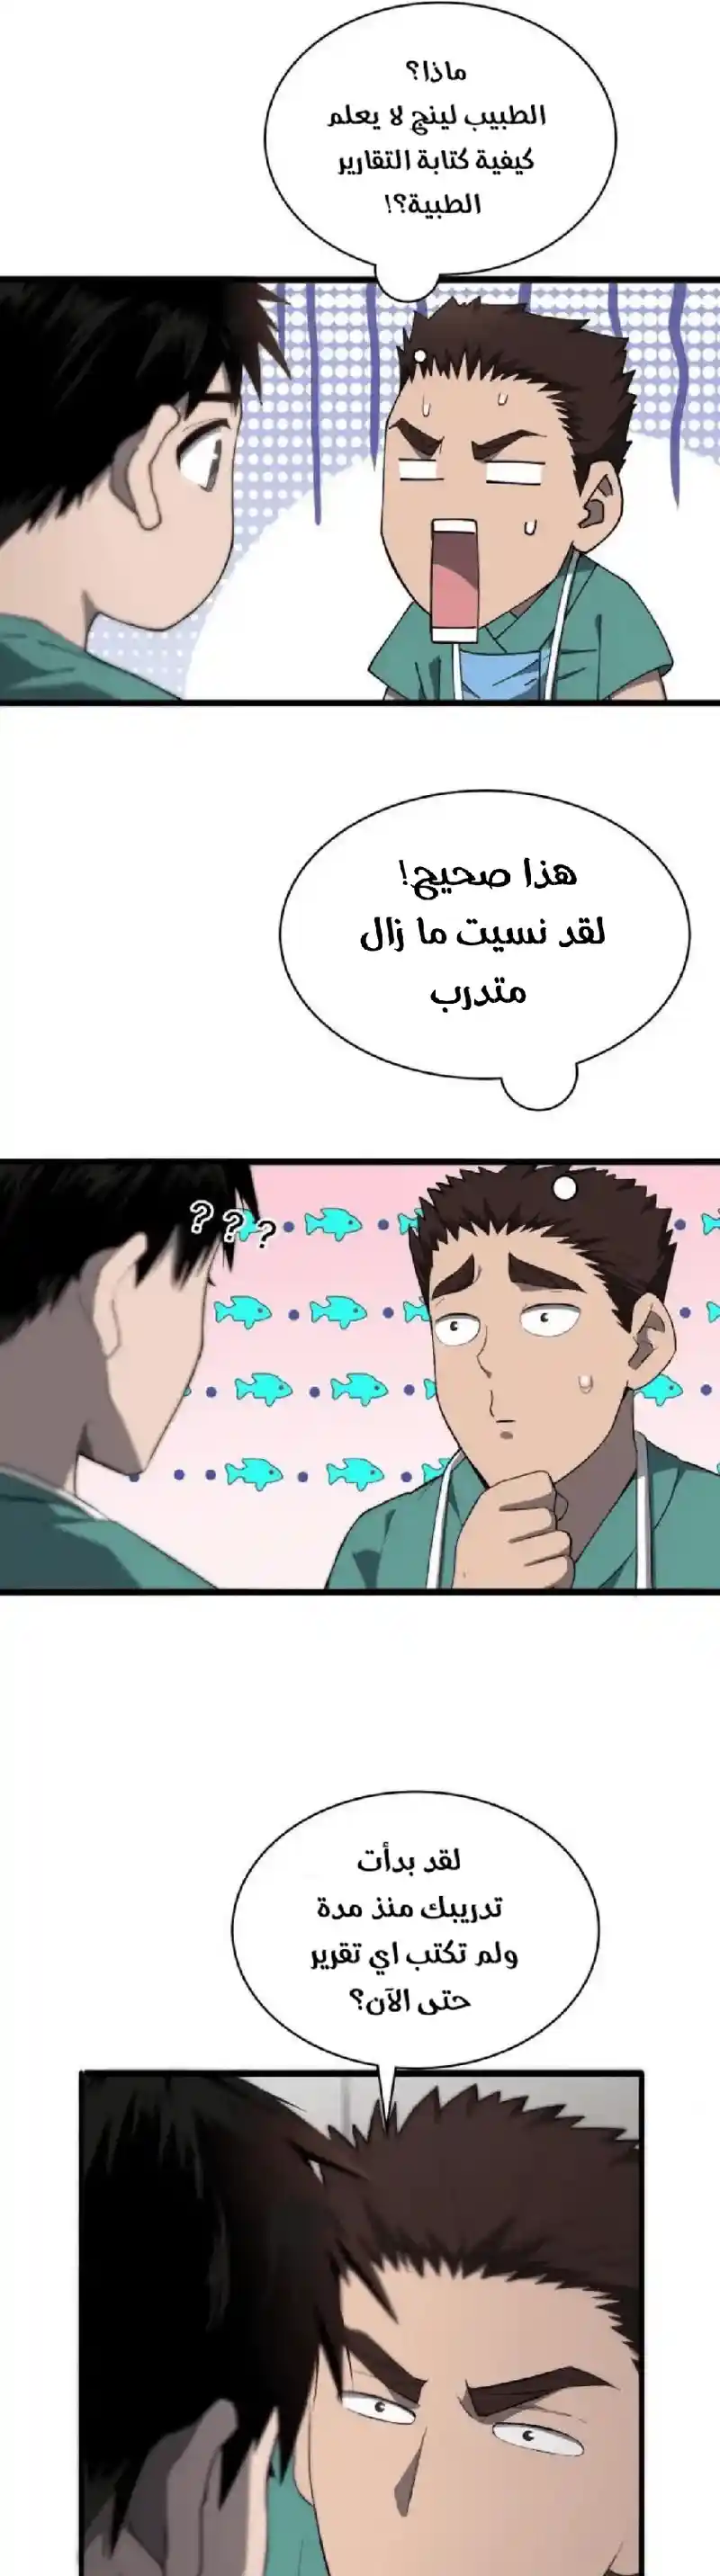 ماذا؟
الطبيب لينج لا يعلم
كيفية كتابة التقارير
الطبية؟!
هذا صحيح!
لقد نسيت ما زال
متدرب
? ? ?
لقد بدأت
تدريبك منذ مدة
ولم تكتب اي تقرير
حتى الآن؟